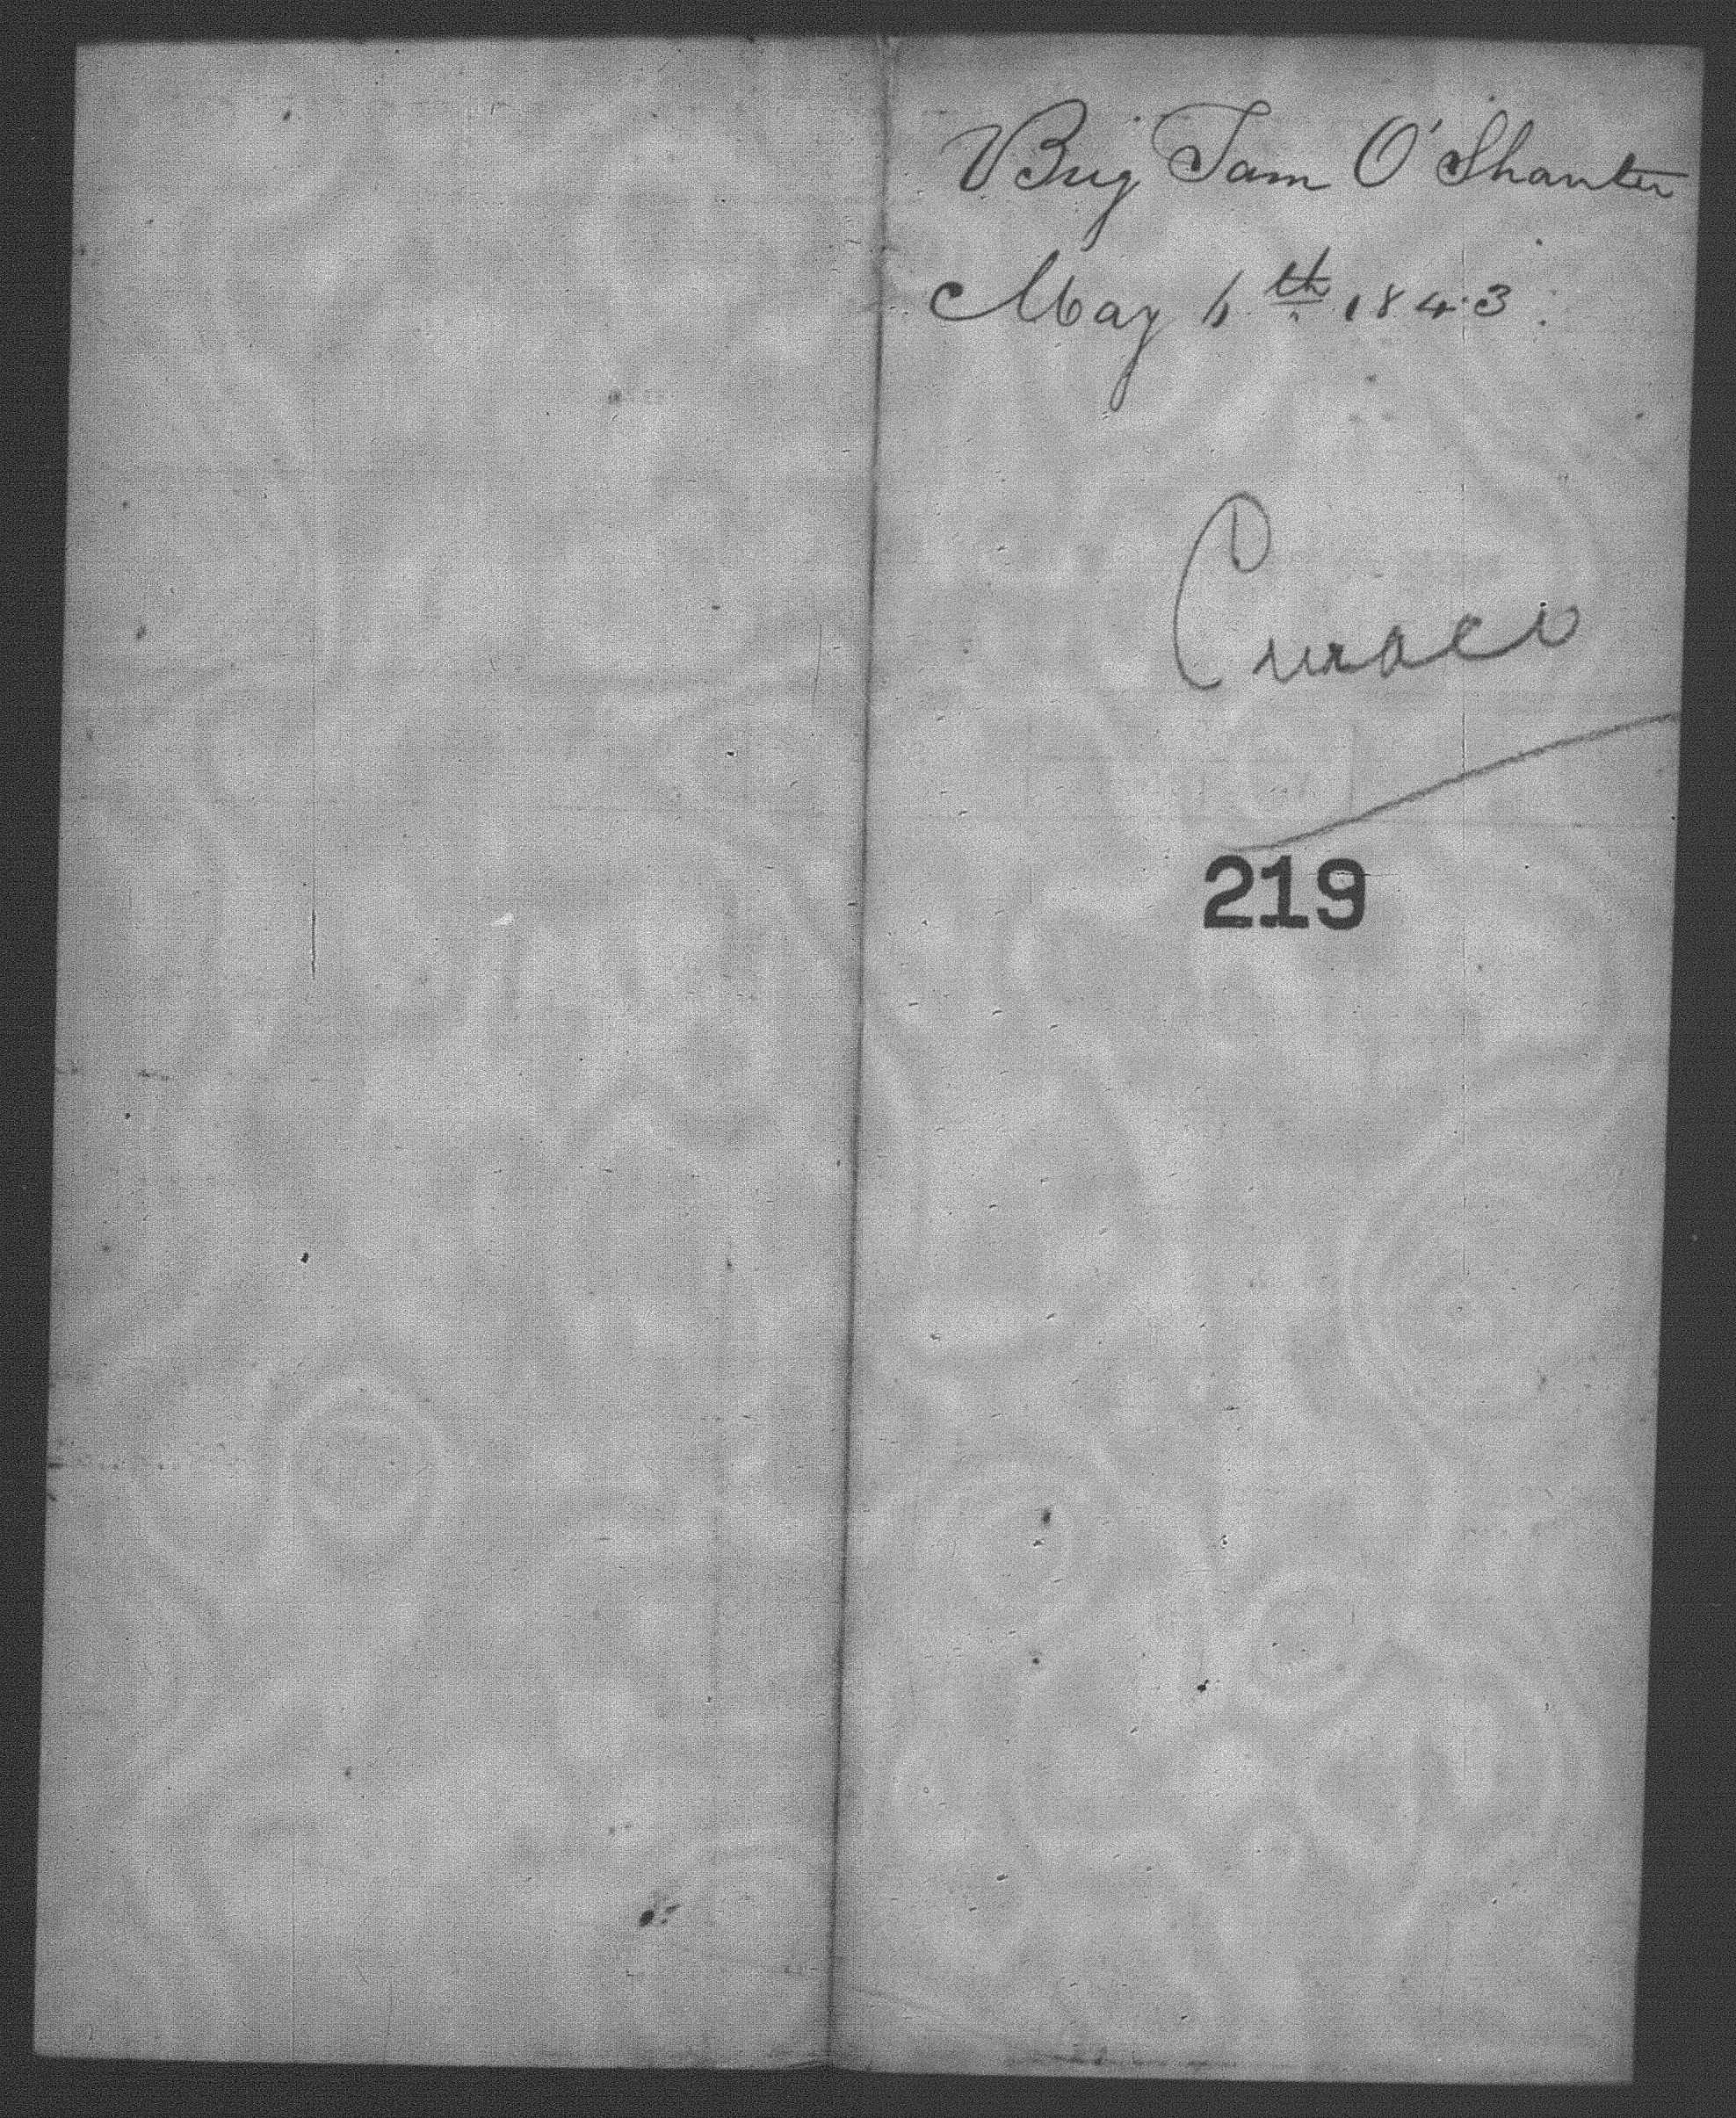 Brig Tam O'Shanter
May 6th 1843.
Curaco
219